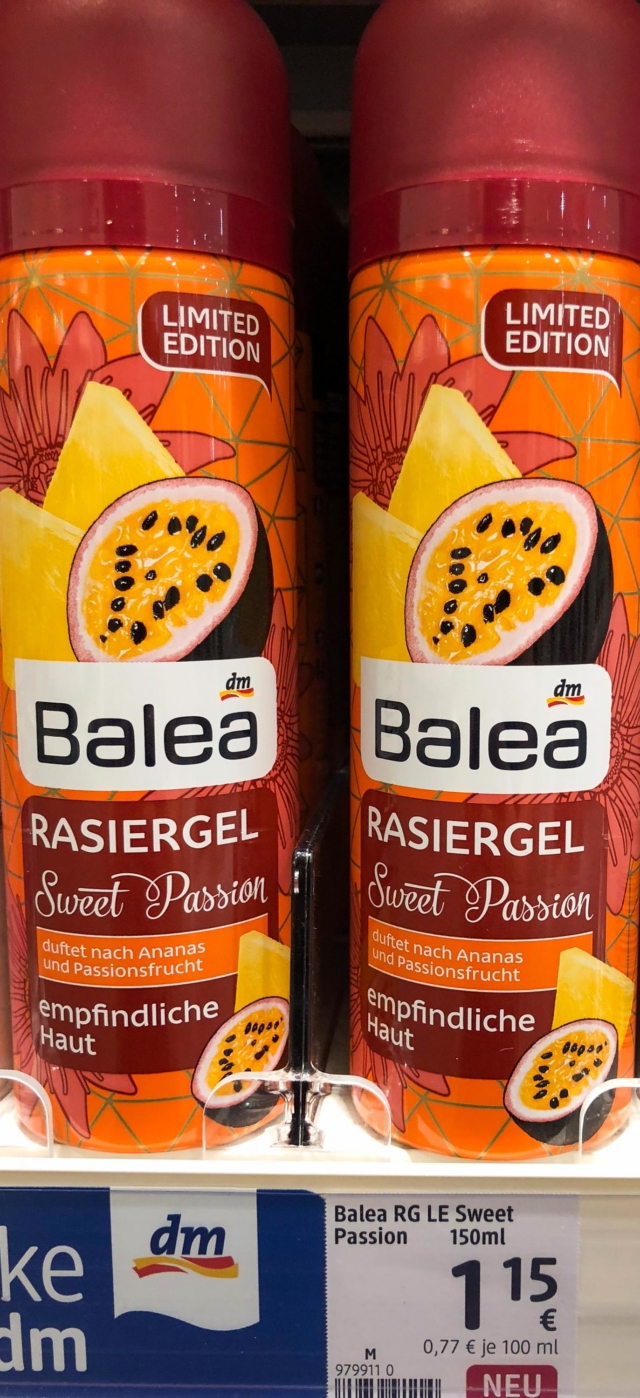 LIMITED
EDITION
dm
Balea
RASIERGEL
Sweet Passion
duftet nach Ananas
und Passionsfrucht
empfindliche
Haut
LIMITED
EDITION
dm
Balea
RASIERGEL
Sweet Passion
duftet nach Ananas
und Passionsfrucht
empfindliche
Haut
ke
dm
dm
Balea RG LE Sweet
Passion 150ml
1 15
€
0,77 € je 100 ml
M
979911 0
NEU